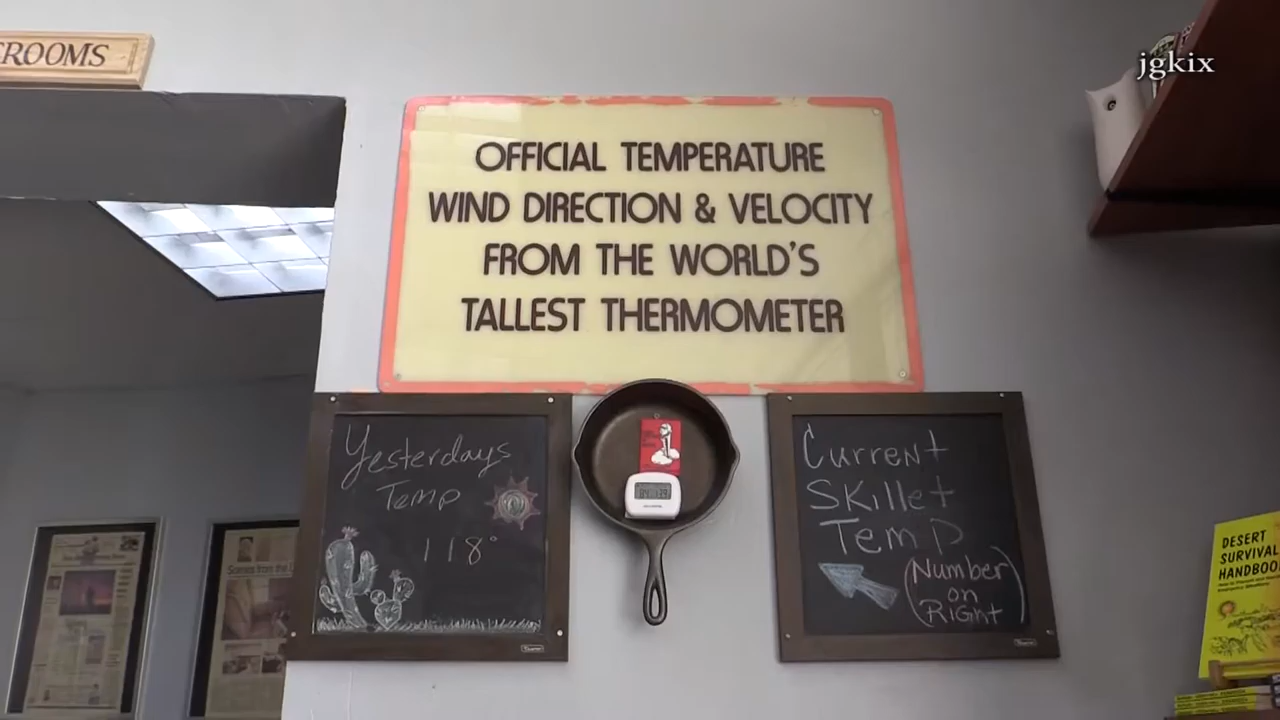 ROOMS
jgkix
OFFICIAL TEMPERATURE
WIND DIRECTION & VELOCITY
FROM THE WORLD'S
TALLEST THERMOMETER
Yesterdays
Temp
118°
Current
Skillet
Temp
(Number
on
Right)
DESERT
SURVIVAL
HANDBOO